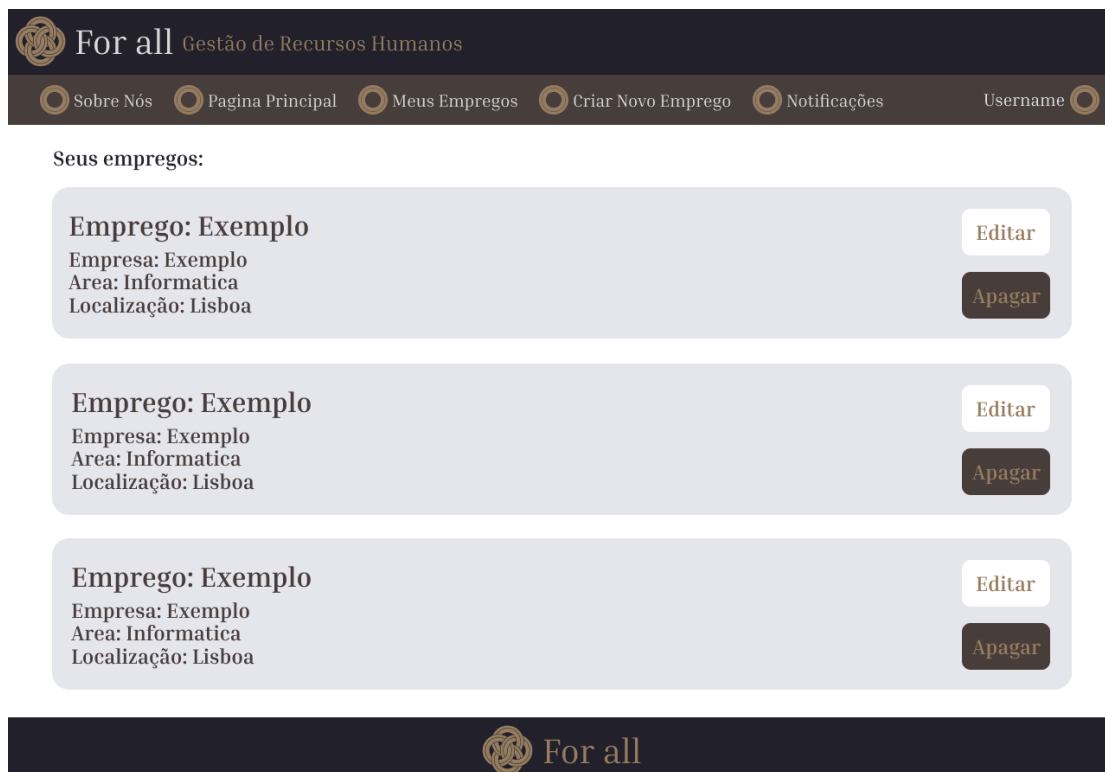 For all Gestão de Recursos Humanos
Sobre Nós Pagina Principal Meus Empregos Criar Novo Emprego Notificações Username
Seus empregos:
Emprego: Exemplo
Empresa: Exemplo
Area: Informatica
Localização: Lisboa
Editar
Apagar
Emprego: Exemplo
Empresa: Exemplo
Area: Informatica
Localização: Lisboa
Editar
Apagar
Emprego: Exemplo
Empresa: Exemplo
Area: Informatica
Localização: Lisboa
Editar
Apagar
For all